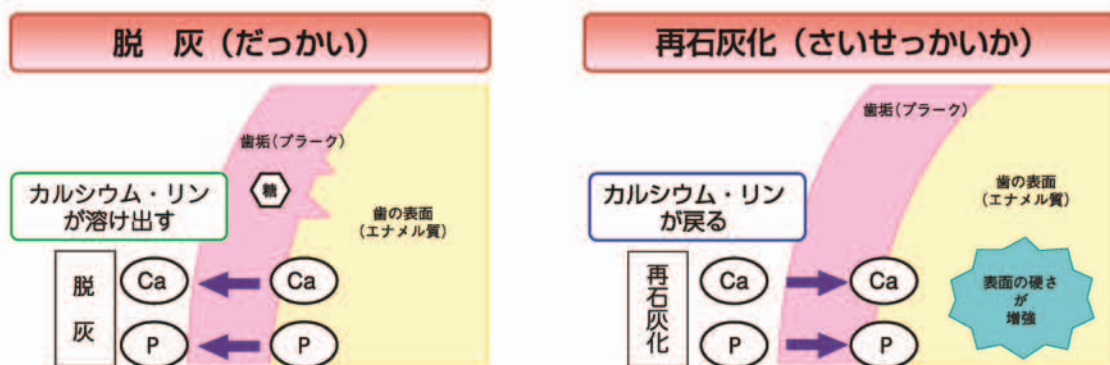 脱 灰（だっかい）
歯垢（プラーク）
糖
カルシウム・リン
が溶け出す
歯の表面
（エナメル質）
脱
灰
Ca
Ca
P
P
再石灰化（さいせっかいか）
歯垢（プラーク）
カルシウム・リン
が戻る
歯の表面
（エナメル質）
再石灰化
Ca
Ca
P
P
表面の硬さ
が
増強